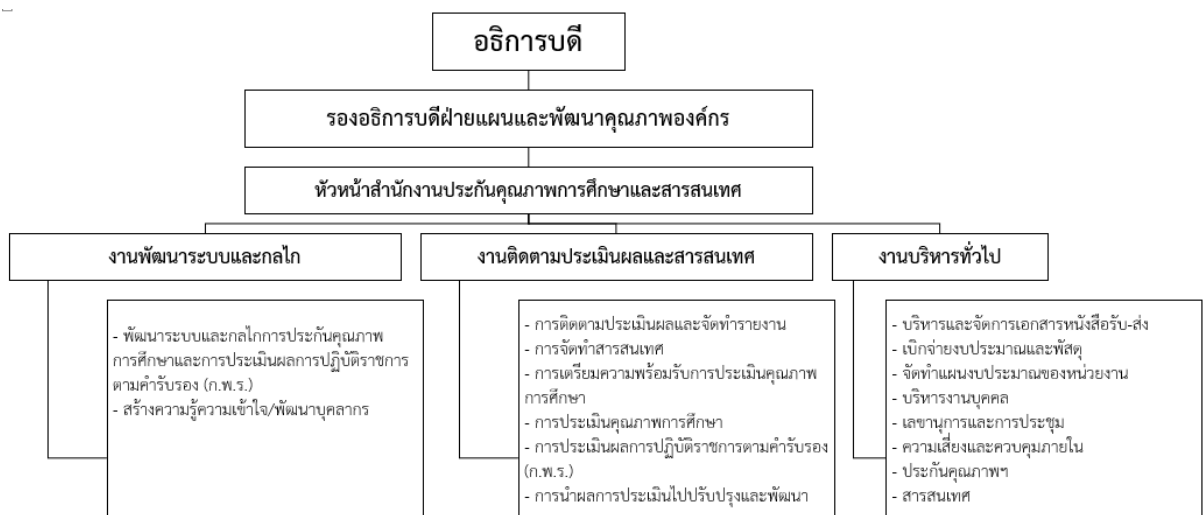 อธิการบดี
รองอธิการบดีฝ่ายแผนและพัฒนาคุณภาพองค์กร
หัวหน้าสำนักงานประกันคุณภาพการศึกษาและสารสนเทศ
งานพัฒนาระบบและกลไก
- พัฒนาระบบและกลไกการประกันคุณภาพ
การศึกษาและการประเมินผลการปฏิบัติราชการ
ตามคำรับรอง (ก.พ.ร.)
- สร้างความรู้ความเข้าใจ/พัฒนาบุคลากร
งานติดตามประเมินผลและสารสนเทศ
- การติดตามประเมินผลและจัดทำรายงาน
- การจัดทำสารสนเทศ
- การเตรียมความพร้อมรับการประเมินคุณภาพ
การศึกษา
- การประเมินคุณภาพการศึกษา
- การประเมินผลการปฏิบัติราชการตามคำรับรอง
(ก.พ.ร.)
- การนำผลการประเมินไปปรับปรุงและพัฒนา
งานบริหารทั่วไป
- บริหารและจัดการเอกสารหนังสือรับ-ส่ง
- เบิกจ่ายงบประมาณและพัสดุ
- จัดทำแผนงบประมาณของหน่วยงาน
- บริหารงานบุคคล
- เลขานุการและการประชุม
- ความเสี่ยงและควบคุมภายใน
- ประกันคุณภาพฯ
- สารสนเทศ